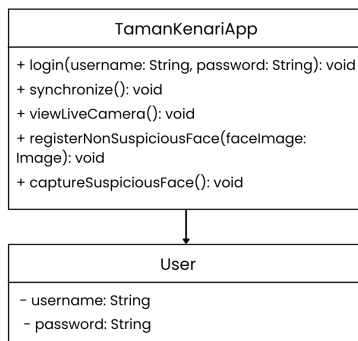 TamanKenariApp
+ login(username: String, password: String): void
+ synchronize(): void
+ viewLiveCamera(): void
+ registerNonSuspiciousFace(faceImage:
Image): void
+ captureSuspiciousFace(): void
User
- username: String
- password: String